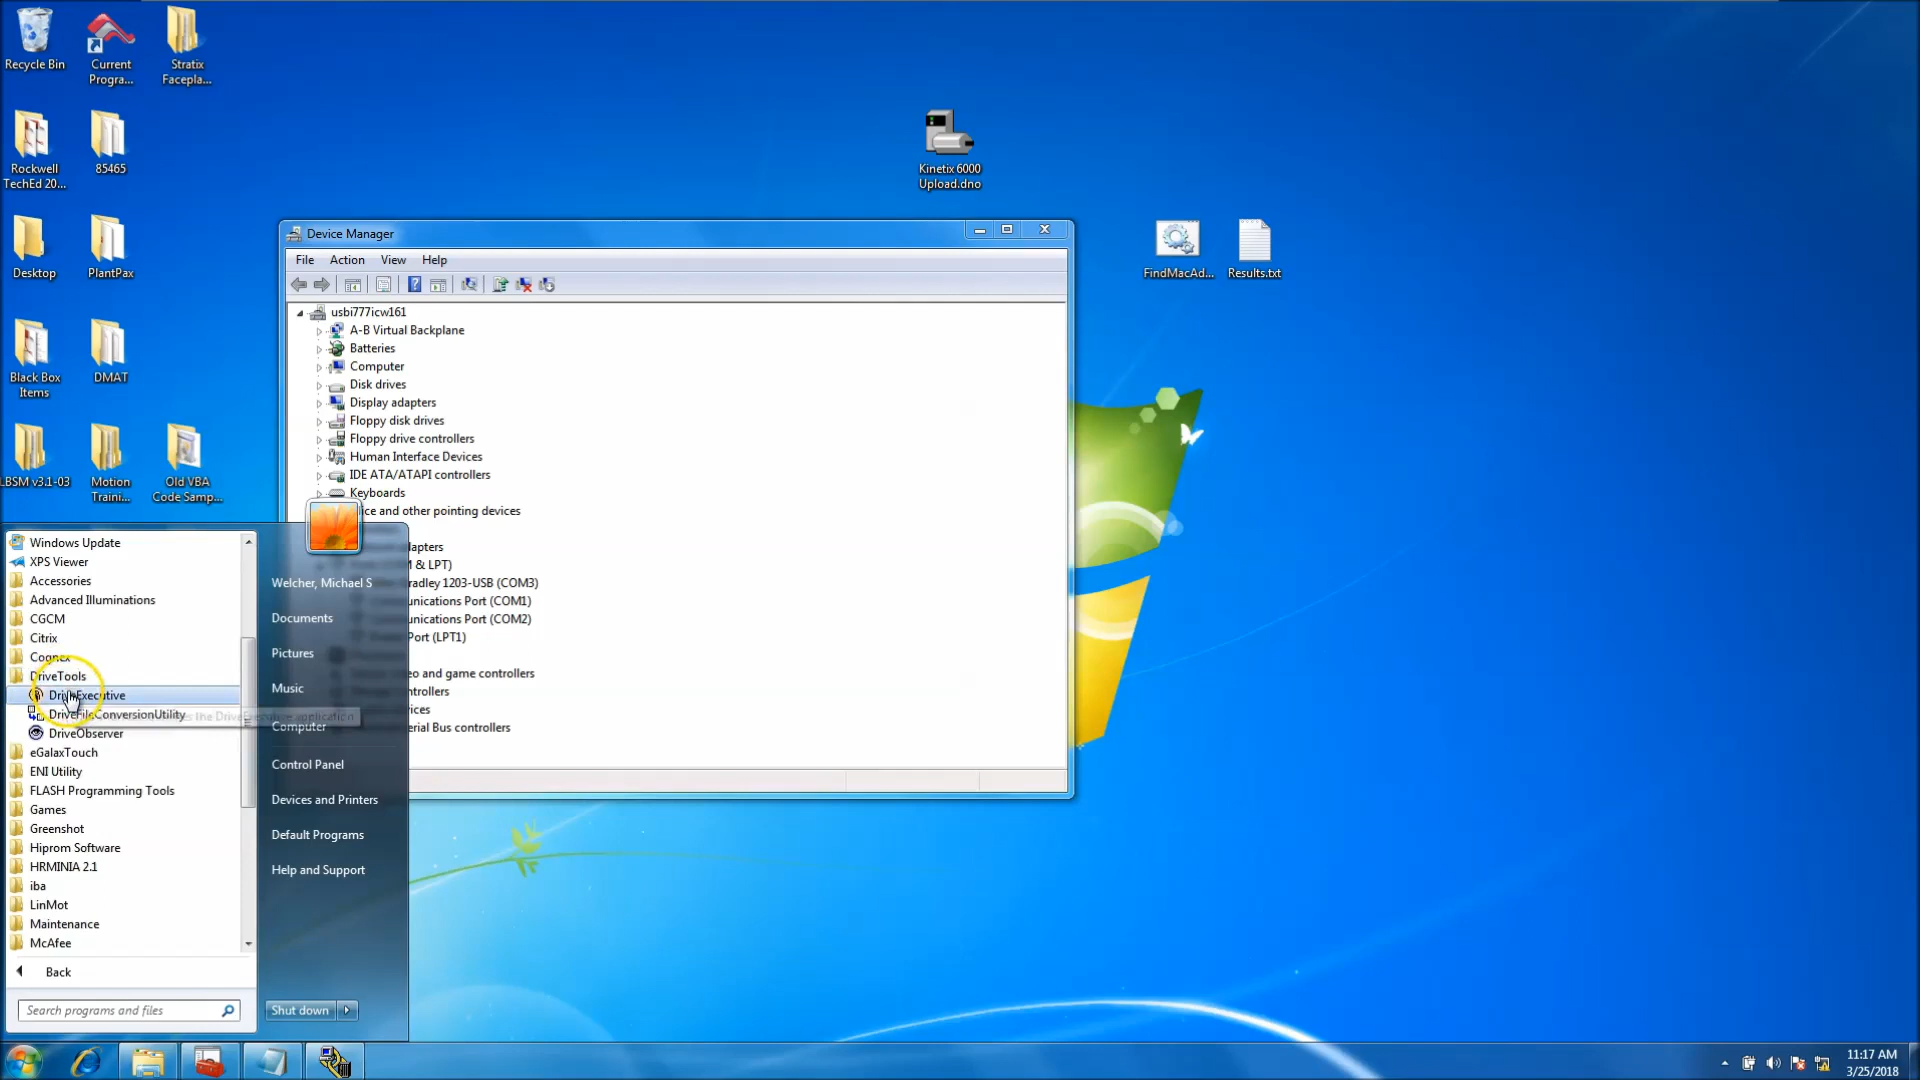 Recycle Bin
Current
Progra...
Stratix
Facepla...
Rockwell
TechEd 20...
85465
Desktop
PlantPax
Black Box
Items
DMAT
LBSM v3.1-03
Motion
Traini...
Old VBA
Code Samp...
Kinetix 6000
Upload.dno
FindMacAd...
Results.txt
Device Manager
File Action View Help
usbi777icw161
A-B Virtual Backplane
Batteries
Computer
Disk drives
Display adapters
Floppy disk drives
Floppy drive controllers
Human Interface Devices
IDE ATA/ATAPI controllers
Keyboards
ice and other pointing devices
adapters
& LPT)
radley 1203-USB (COM3)
unications Port (COM1)
unications Port (COM2)
Port (LPT1)
eo and game controllers
controllers
ices
erial Bus controllers
Windows Update
XPS Viewer
Accessories
Advanced Illuminations
CGCM
Citrix
Cognex
DriveTools
DriveExecutive
DriveFileConversionUtility
DriveObserver
eGalaxTouch
ENI Utility
FLASH Programming Tools
Games
Greenshot
Hiprom Software
HRMINIA 2.1
iba
LinMot
Maintenance
McAfee
Back
Search programs and files
Welcher, Michael S
Documents
Pictures
Music
Computer
Control Panel
Devices and Printers
Default Programs
Help and Support
Shut down
11:17 AM
3/25/2018